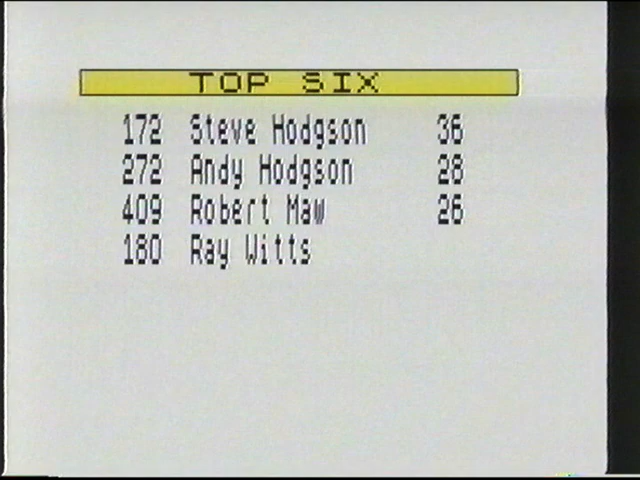 TOP SIX
172 Steve Hodgson 36
272 Andy Hodgson 28
409 Robert Maw 26
180 Ray Witts